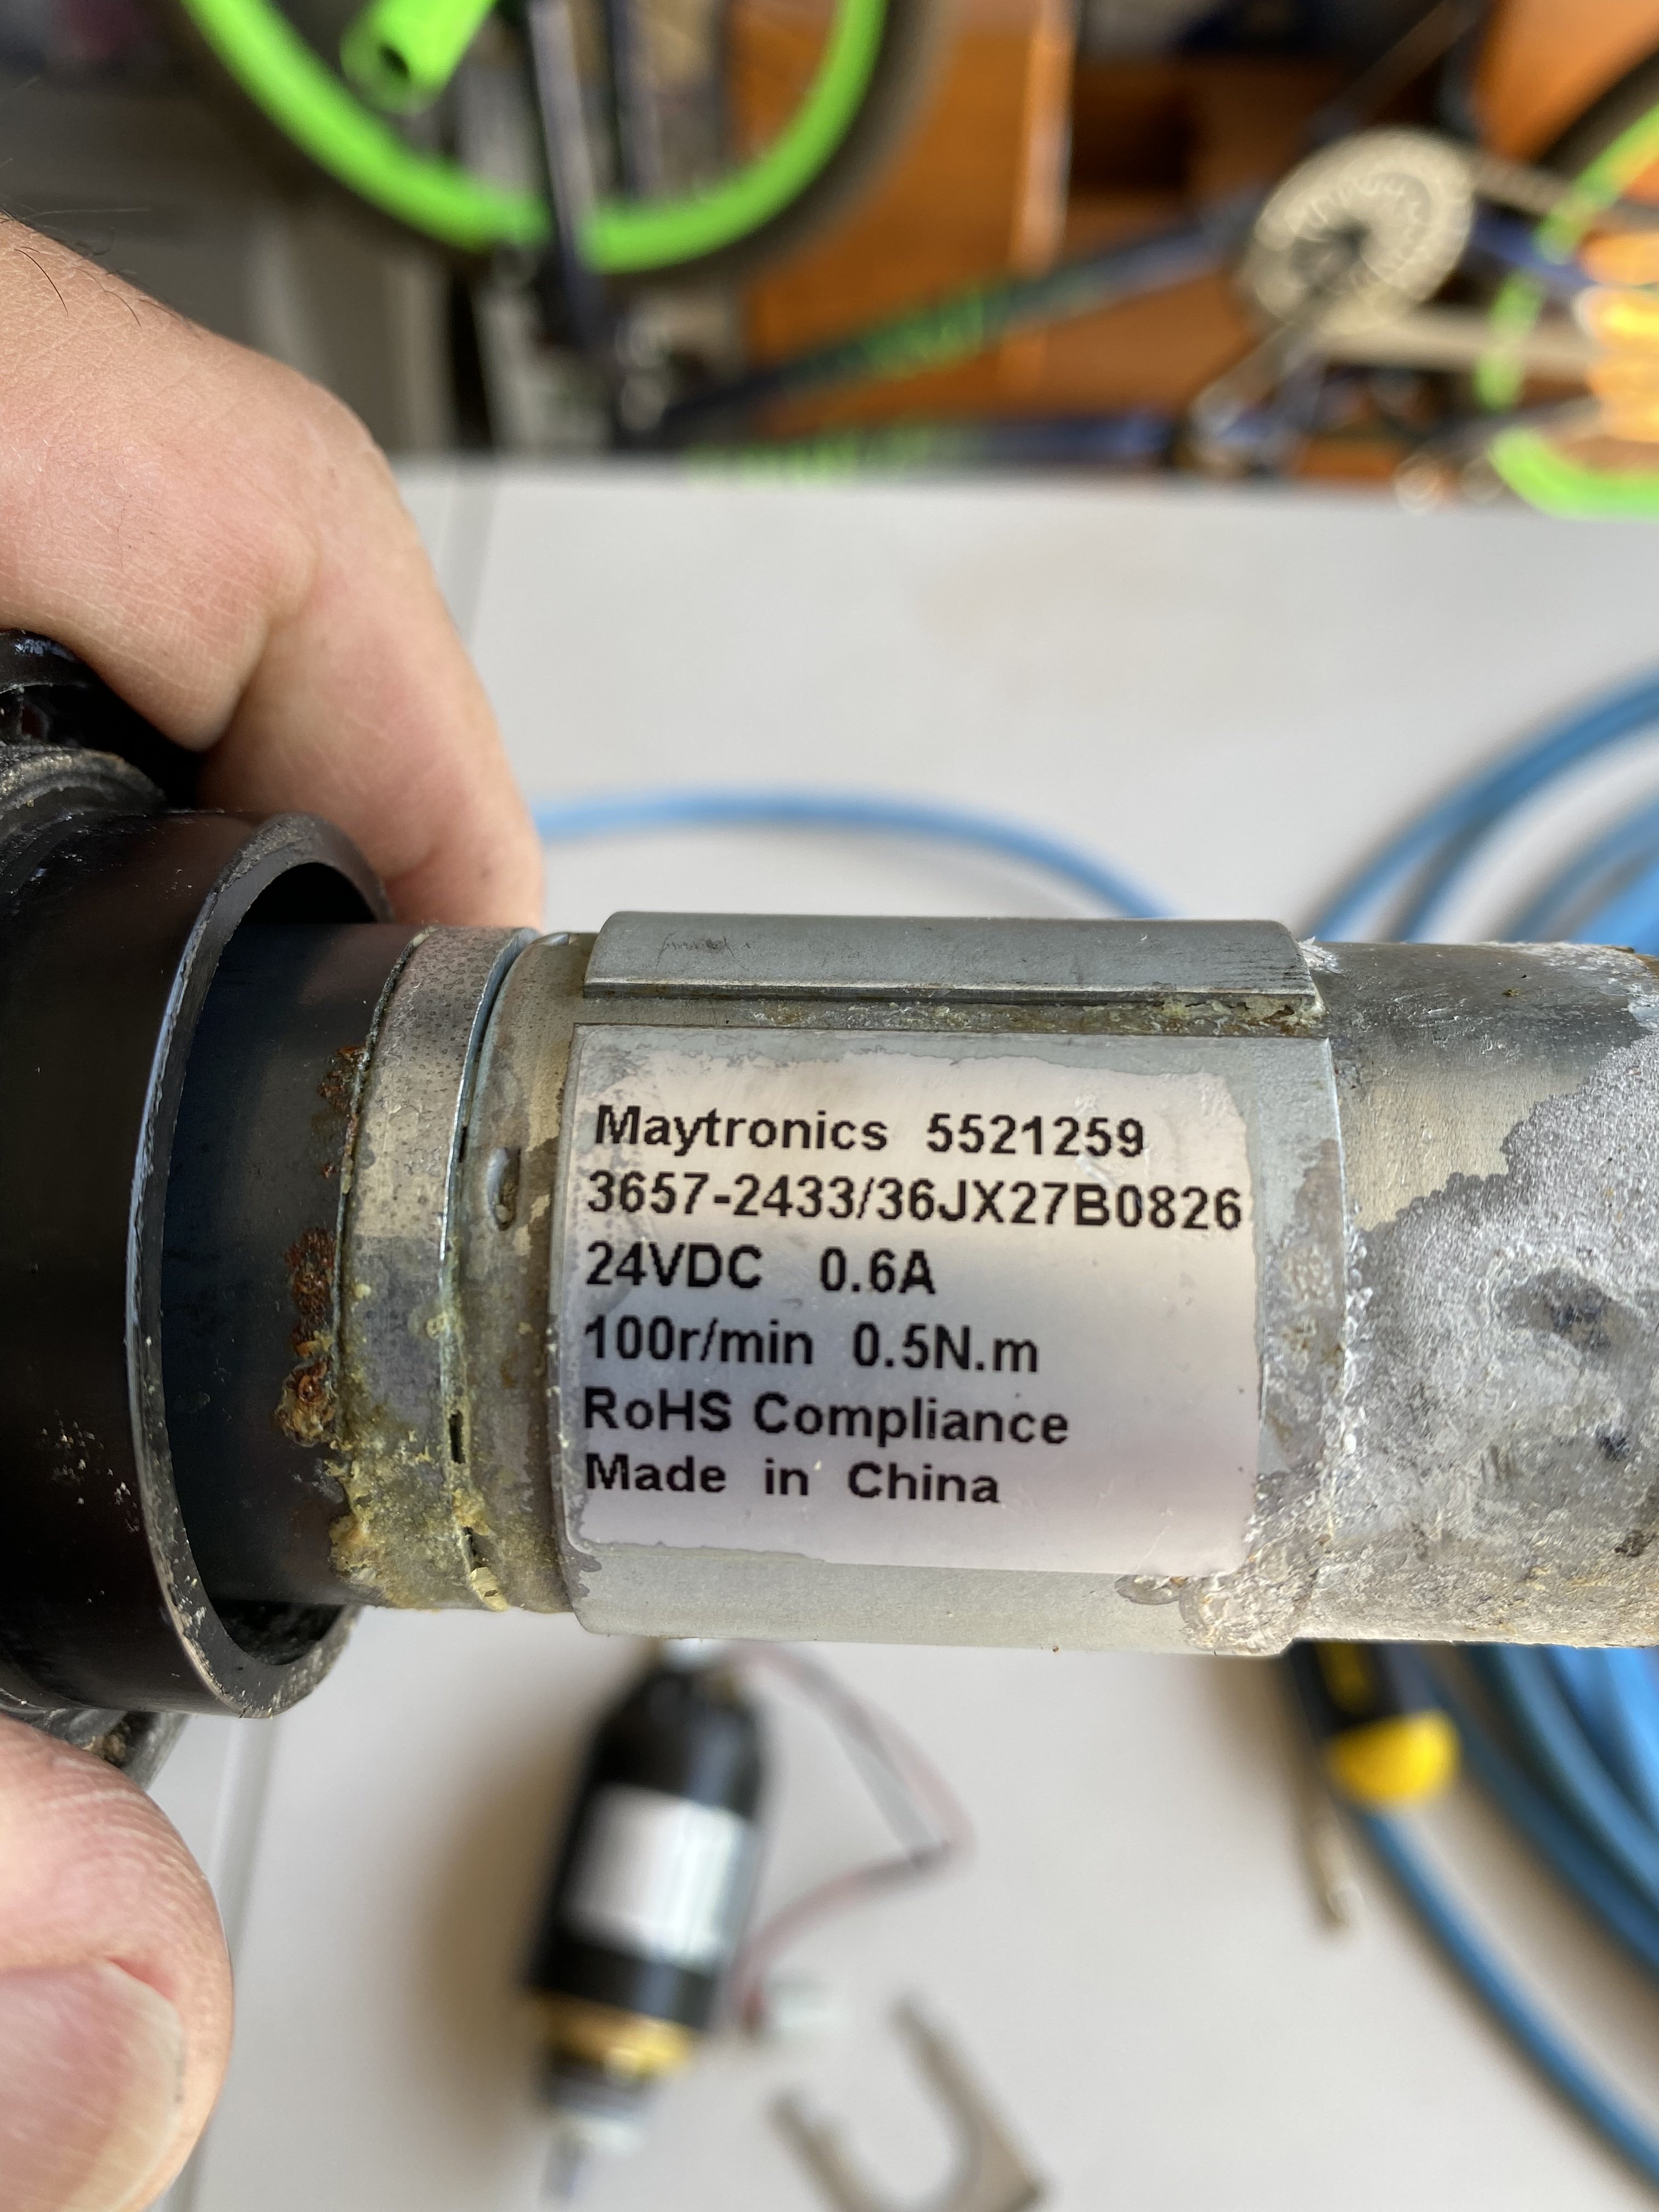 Maytronics 5521259
3657-2433/36JX27B0826
24VDC 0.6A
100r/min 0.5N.m
RoHS Compliance
Made in China